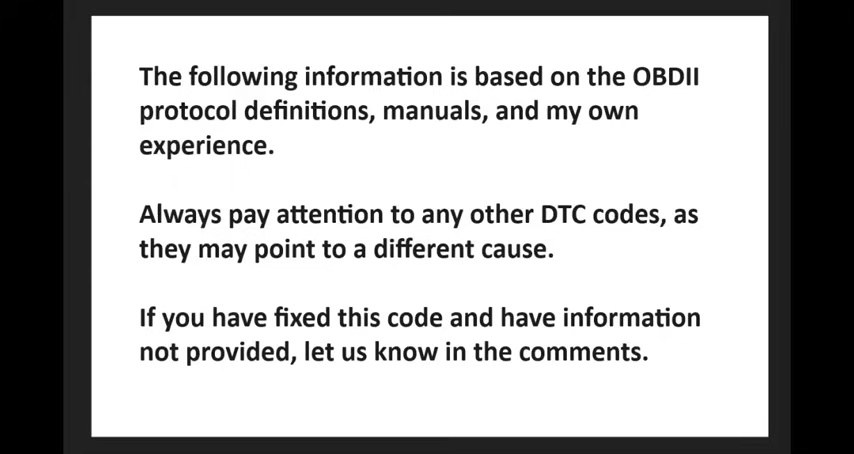 The following information is based on the OBDII
protocol definitions, manuals, and my own
experience.
Always pay attention to any other DTC codes, as
they may point to a different cause.
If you have fixed this code and have information
not provided, let us know in the comments.